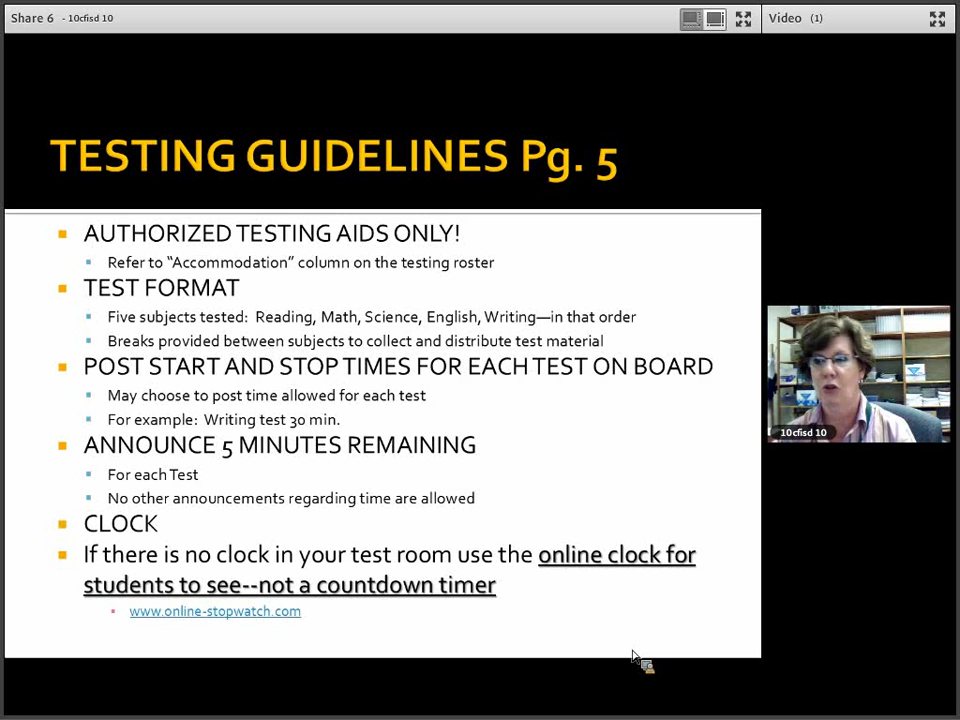 Share 6 - 10cfisd 10
Video (1)
TESTING GUIDELINES Pg. 5
AUTHORIZED TESTING AIDS ONLY!
Refer to “Accommodation” column on the testing roster
TEST FORMAT
Five subjects tested: Reading, Math, Science, English, Writing—in that order
Breaks provided between subjects to collect and distribute test material
POST START AND STOP TIMES FOR EACH TEST ON BOARD
May choose to post time allowed for each test
For example: Writing test 30 min.
ANNOUNCE 5 MINUTES REMAINING
For each Test
No other announcements regarding time are allowed
CLOCK
If there is no clock in your test room use the online clock for
students to see--not a countdown timer
www.online-stopwatch.com
10cfisd 10